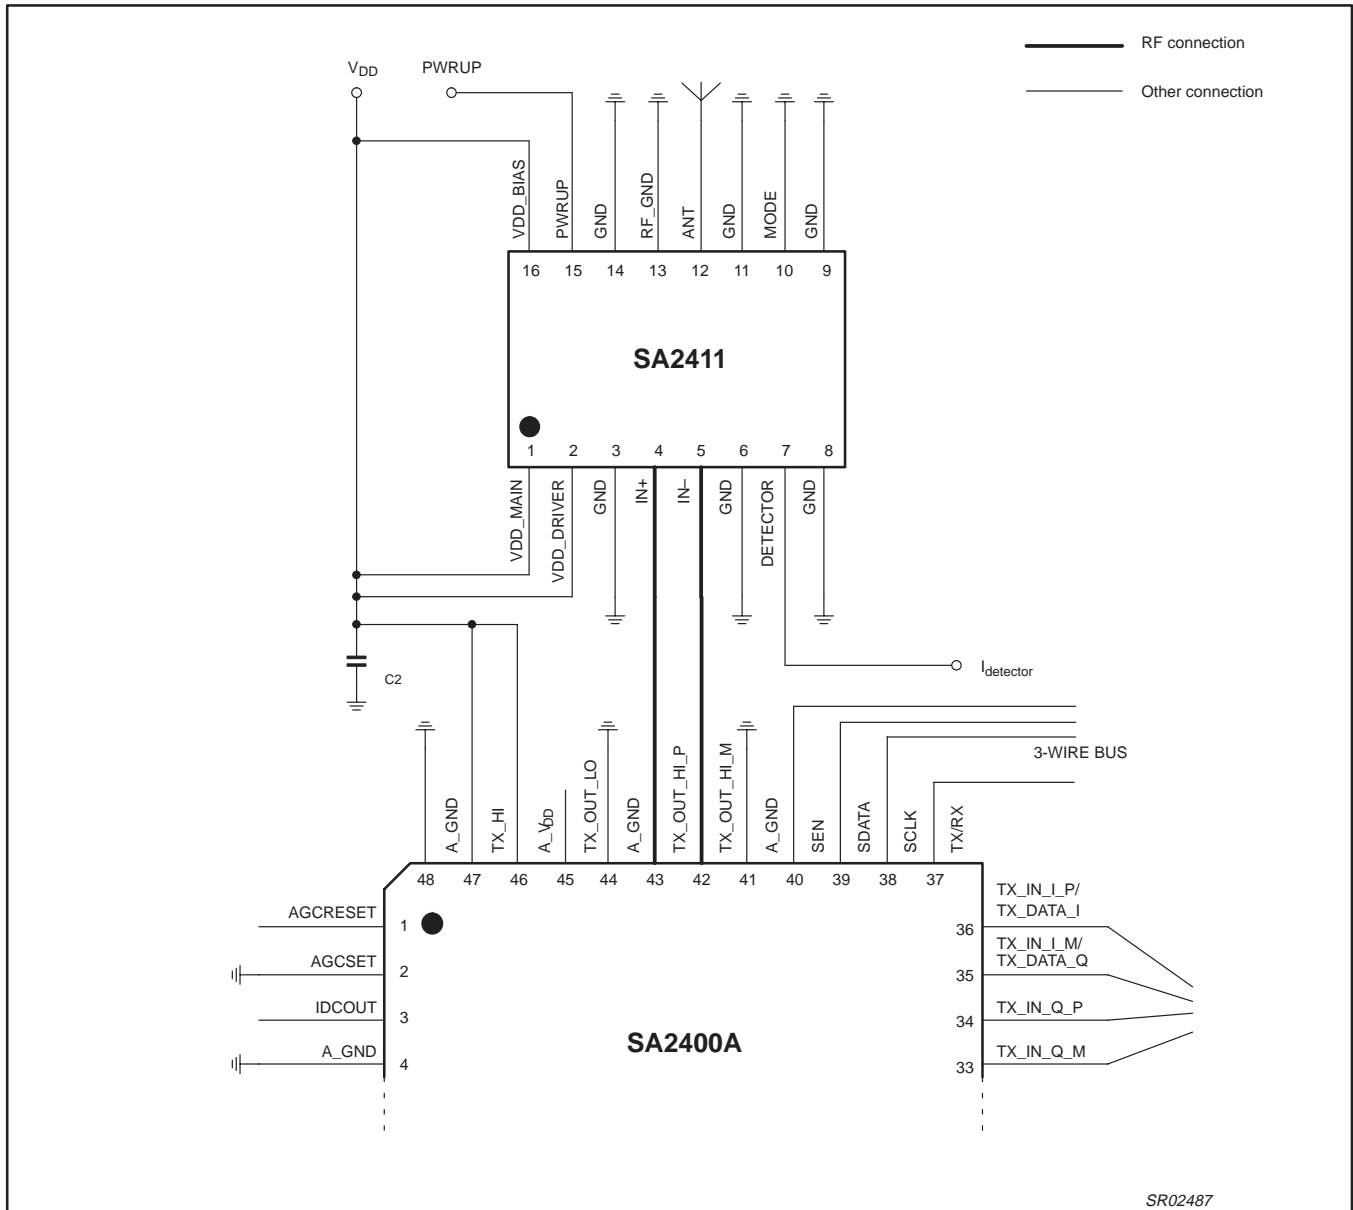 RF connection
Other connection
VDD
PWRUP
VDD_BIAS
PWRUP
GND
RF_GND
ANT
GND
MODE
GND
16 15 14 13 12 11 10 9
SA2411
1 2 3 4 5 6 7 8
VDD_MAIN
VDD_DRIVER
GND
IN+
IN–
GND
DETECTOR
GND
C2
Idetector
3-WIRE BUS
A_GND
TX_HI
A_VDD
TX_OUT_LO
A_GND
TX_OUT_HI_P
TX_OUT_HI_M
A_GND
SEN
SDATA
SCLK
TX/RX
48 47 46 45 44 43 42 41 40 39 38 37
AGCRESET 1
AGCSET 2
IDCOUT 3
A_GND 4
SA2400A
TX_IN_I_P/
TX_DATA_I
36
TX_IN_I_M/
TX_DATA_Q
35
34 TX_IN_Q_P
33 TX_IN_Q_M
SR02487